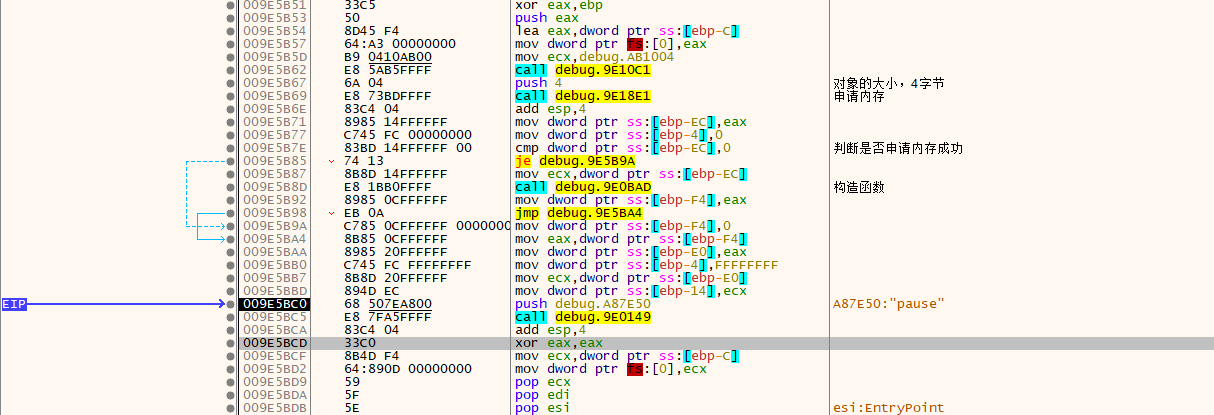 009E5B51 33C5 xor eax,ebp
009E5B53 50 push eax
009E5B54 8D45 F4 lea eax,dword ptr ss:[ebp-C]
009E5B57 64:A3 00000000 mov dword ptr fs:[0],eax
009E5B5D B9 0410AB00 mov ecx,debug.AB1004
009E5B62 E8 5AB5FFFF call debug.9E10C1
009E5B67 6A 04 push 4 对象的大小，4字节
009E5B69 E8 73BDFFFF call debug.9E18E1 申请内存
009E5B6E 83C4 04 add esp,4
009E5B71 8985 14FFFFFF mov dword ptr ss:[ebp-EC],eax
009E5B77 C745 FC 00000000 mov dword ptr ss:[ebp-4],0
009E5B7E 83BD 14FFFFFF 00 cmp dword ptr ss:[ebp-EC],0 判断是否申请内存成功
009E5B85 74 13 je debug.9E5B9A
009E5B87 8B8D 14FFFFFF mov ecx,dword ptr ss:[ebp-EC]
009E5B8D E8 1BB0FFFF call debug.9E0BAD 构造函数
009E5B92 8985 0CFFFFFF mov dword ptr ss:[ebp-F4],eax
009E5B98 EB 0A jmp debug.9E5BA4
009E5B9A C785 0CFFFFFF 0000000 mov dword ptr ss:[ebp-F4],0
009E5BA4 8B85 0CFFFFFF mov eax,dword ptr ss:[ebp-F4]
009E5BAA 8985 20FFFFFF mov dword ptr ss:[ebp-E0],eax
009E5BB0 C745 FC FFFFFFFF mov dword ptr ss:[ebp-4],FFFFFFFF
009E5BB7 8B8D 20FFFFFF mov ecx,dword ptr ss:[ebp-E0]
009E5BBD 894D EC mov dword ptr ss:[ebp-14],ecx
EIP 009E5BC0 68 507EA800 push debug.A87E50 A87E50:"pause"
009E5BC5 E8 7FA5FFFF call debug.9E0149
009E5BCA 83C4 04 add esp,4
009E5BCD 33C0 xor eax,eax
009E5BCF 8B4D F4 mov ecx,dword ptr ss:[ebp-C]
009E5BD2 64:890D 00000000 mov dword ptr fs:[0],ecx
009E5BD9 59 pop ecx
009E5BDA 5F pop edi
009E5BDB 5E pop esi esi:EntryPoint